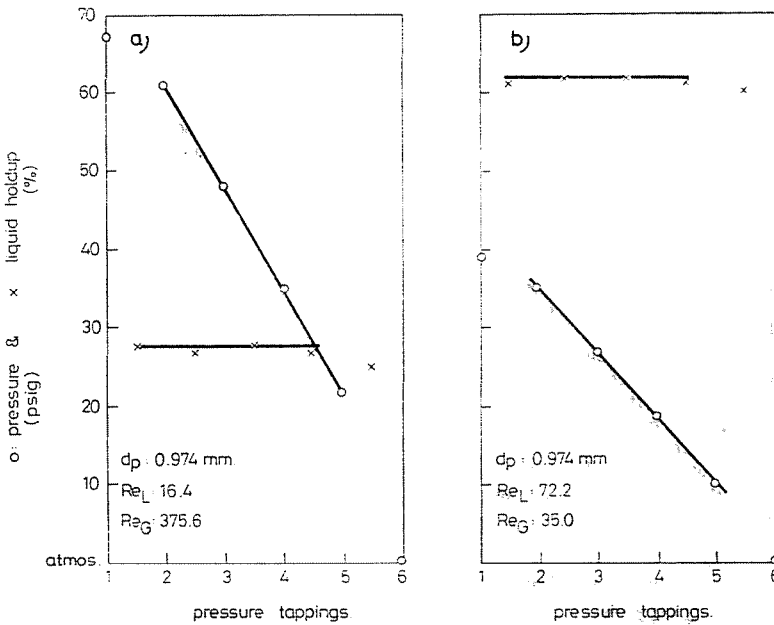 o: pressure & x liquid holdup
(psig) (%)
a)
70
60
50
40
30
20
10
atmos.
dp : 0.974 mm.
ReL : 16.4
ReG : 375.6
1 2 3 4 5 6
pressure tappings.
b)
dp : 0.974 mm
ReL : 72.2
ReG : 35.0
1 2 3 4 5 6
pressure tappings.